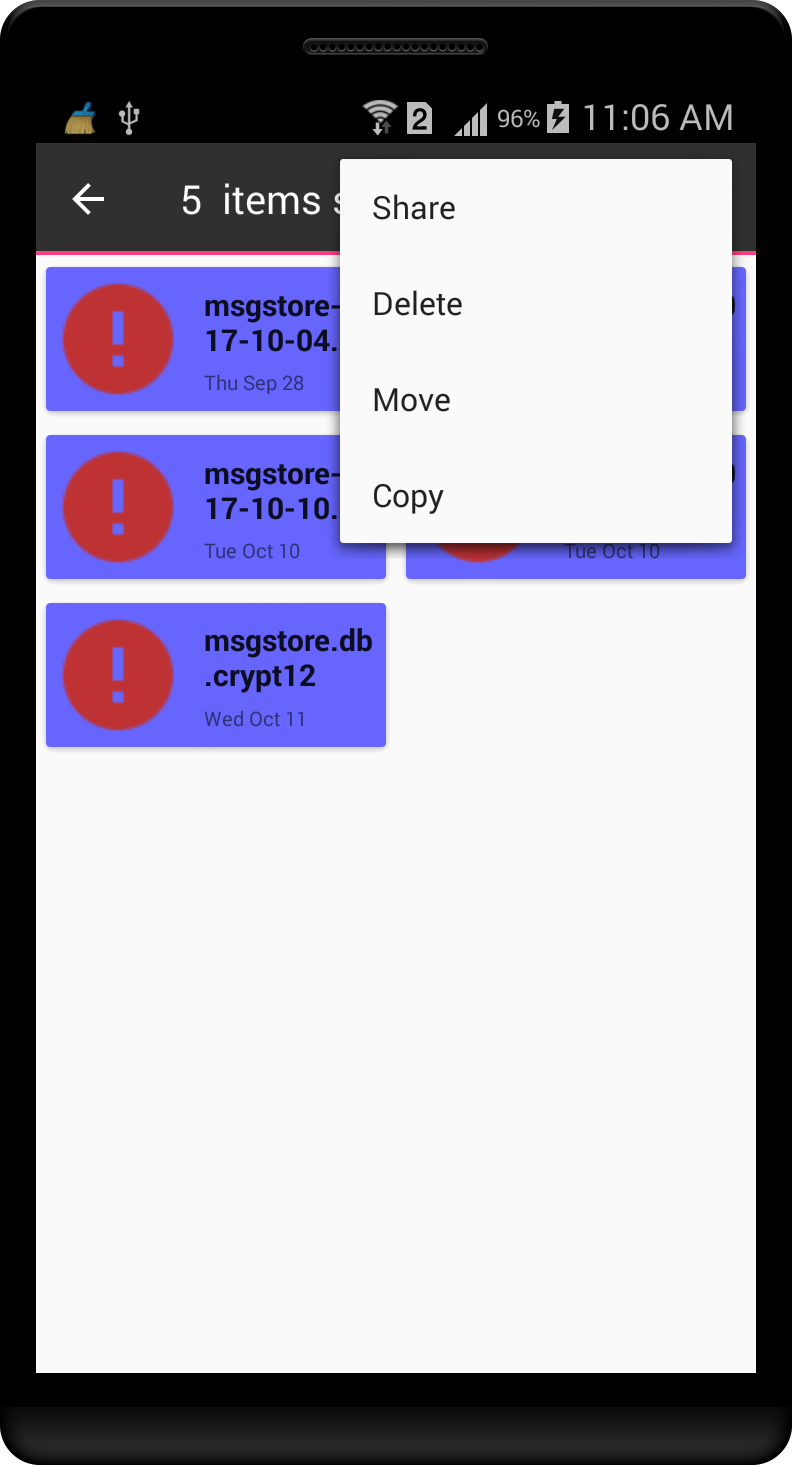 2 96% 11:06 AM
5 items
Share
Delete
Move
Copy
msgstore-
17-10-04.
Thu Sep 28
msgstore-
17-10-10.
Tue Oct 10
Tue Oct 10
msgstore.db
.crypt12
Wed Oct 11